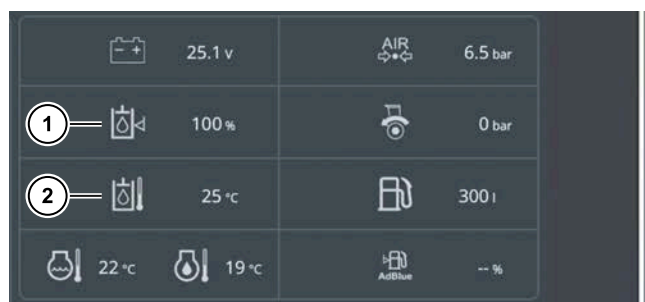 25.1 v
AIR
6.5 bar
1
100 %
0 bar
2
25 °C
300 l
22 °C
19 °C
AdBlue
-- %